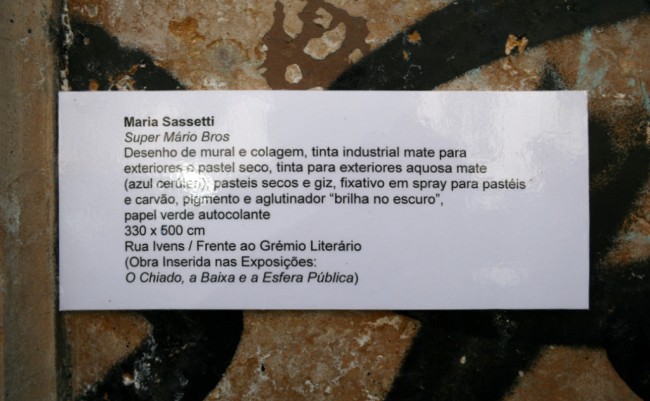 Maria Sassetti
Super Mário Bros
Desenho de mural e colagem, tinta industrial mate para
exteriores e pastel seco, tinta para exteriores aquosa mate
(azul cerúleo), pasteis secos e giz, fixativo em spray para pastéis
e carvão, pigmento e aglutinador “brilha no escuro”,
papel verde autocolante
330 x 500 cm
Rua Ivens / Frente ao Grémio Literário
(Obra Inserida nas Exposições:
O Chiado, a Baixa e a Esfera Pública)